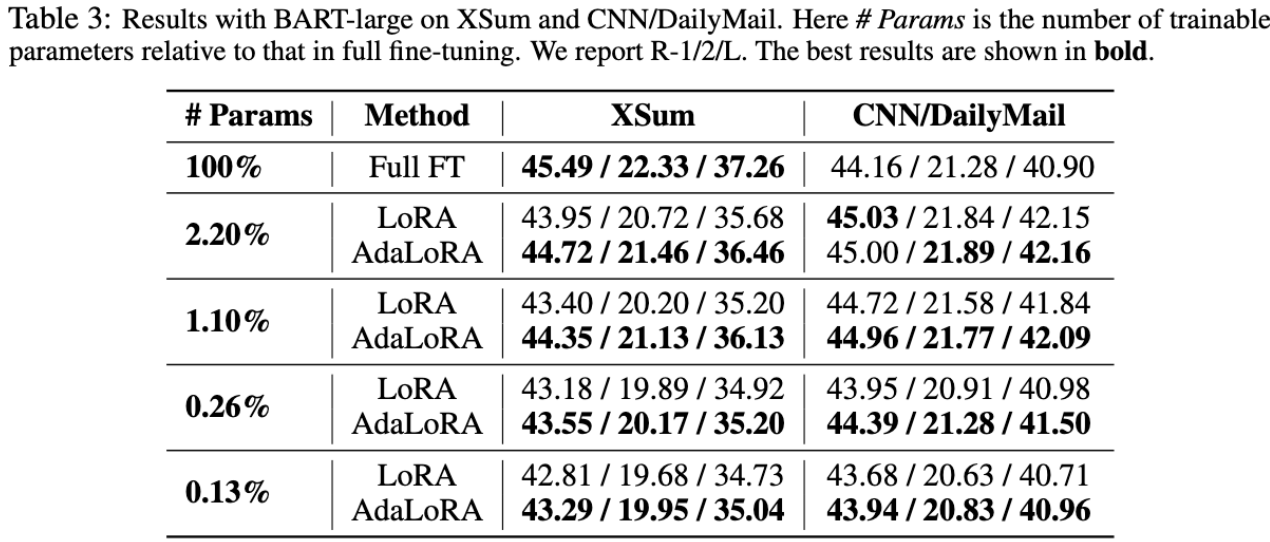 Table 3: Results with BART-large on XSum and CNN/DailyMail. Here # Params is the number of trainable
parameters relative to that in full fine-tuning. We report R-1/2/L. The best results are shown in bold.
# Params Method XSum CNN/DailyMail
100% Full FT 45.49 / 22.33 / 37.26 44.16 / 21.28 / 40.90
2.20% LoRA 43.95 / 20.72 / 35.68 45.03 / 21.84 / 42.15
AdaLoRA 44.72 / 21.46 / 36.46 45.00 / 21.89 / 42.16
1.10% LoRA 43.40 / 20.20 / 35.20 44.72 / 21.58 / 41.84
AdaLoRA 44.35 / 21.13 / 36.13 44.96 / 21.77 / 42.09
0.26% LoRA 43.18 / 19.89 / 34.92 43.95 / 20.91 / 40.98
AdaLoRA 43.55 / 20.17 / 35.20 44.39 / 21.28 / 41.50
0.13% LoRA 42.81 / 19.68 / 34.73 43.68 / 20.63 / 40.71
AdaLoRA 43.29 / 19.95 / 35.04 43.94 / 20.83 / 40.96